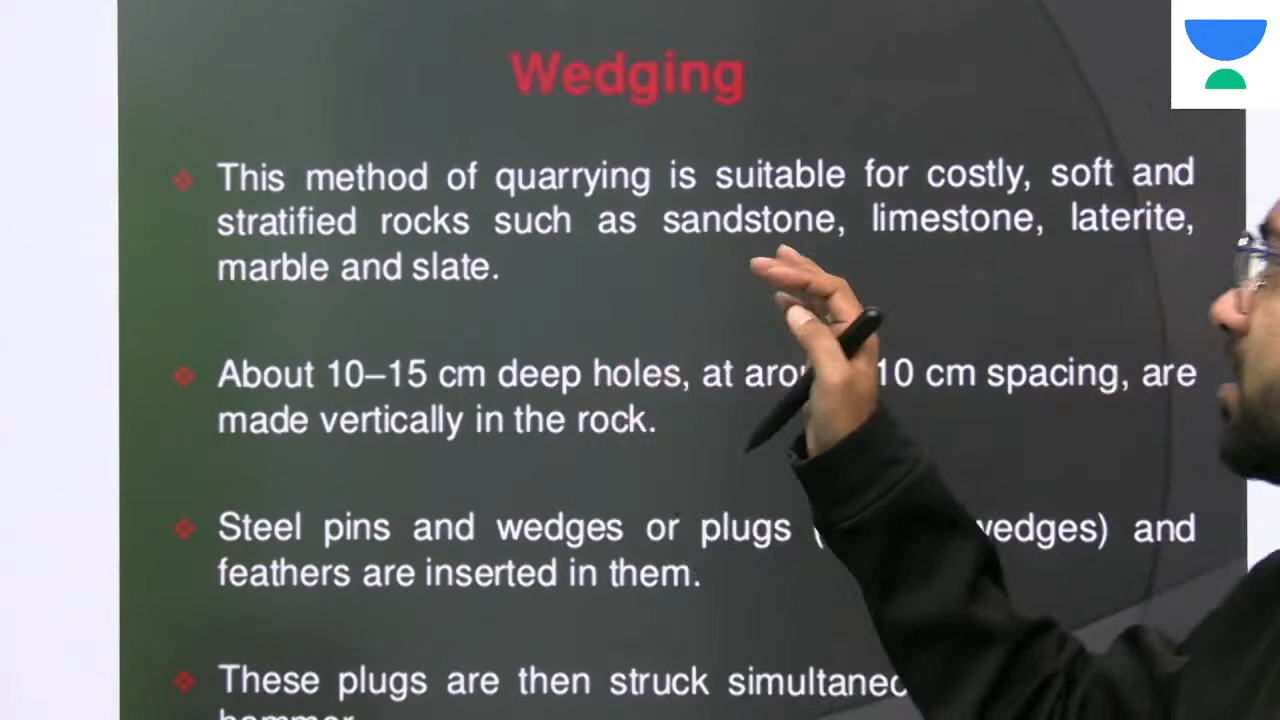 Wedging
This method of quarrying is suitable for costly, soft and
stratified rocks such as sandstone, limestone, laterite,
marble and slate.
About 10–15 cm deep holes, at 10 cm spacing, are
made vertically in the rock.
Steel pins and wedges or plugs ( wedges) and
feathers are inserted in them.
These plugs are then struck